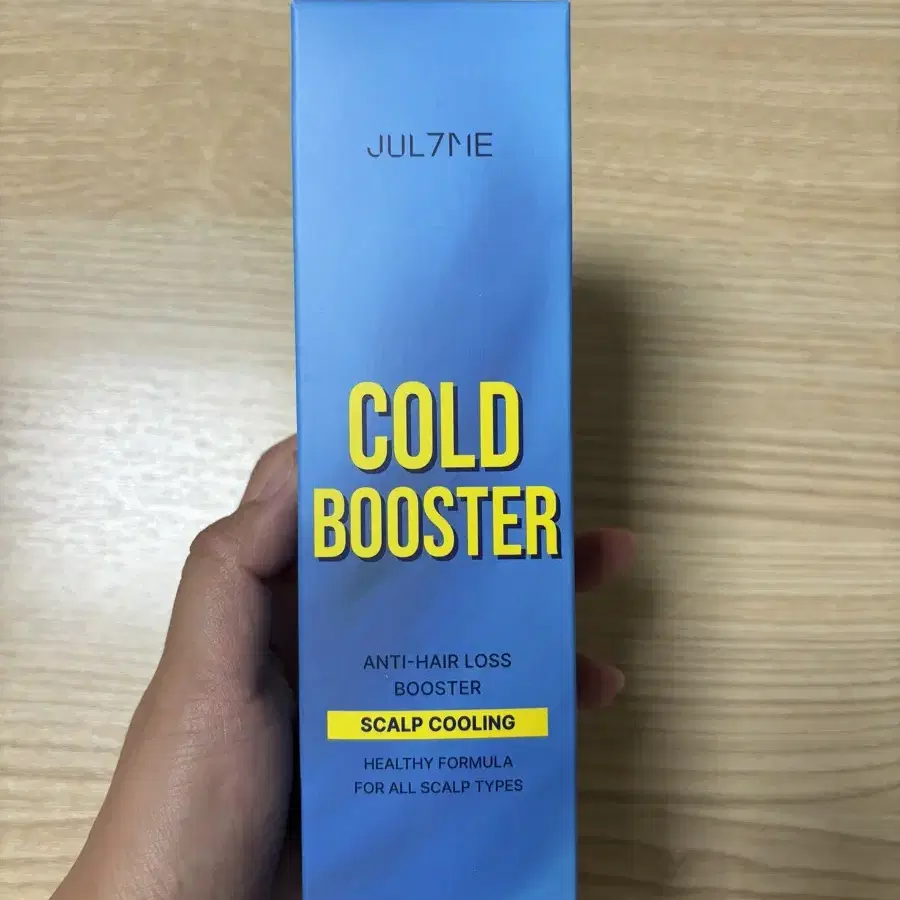 JUL7ME
COLD
BOOSTER
ANTI-HAIR LOSS
BOOSTER
SCALP COOLING
HEALTHY FORMULA
FOR ALL SCALP TYPES